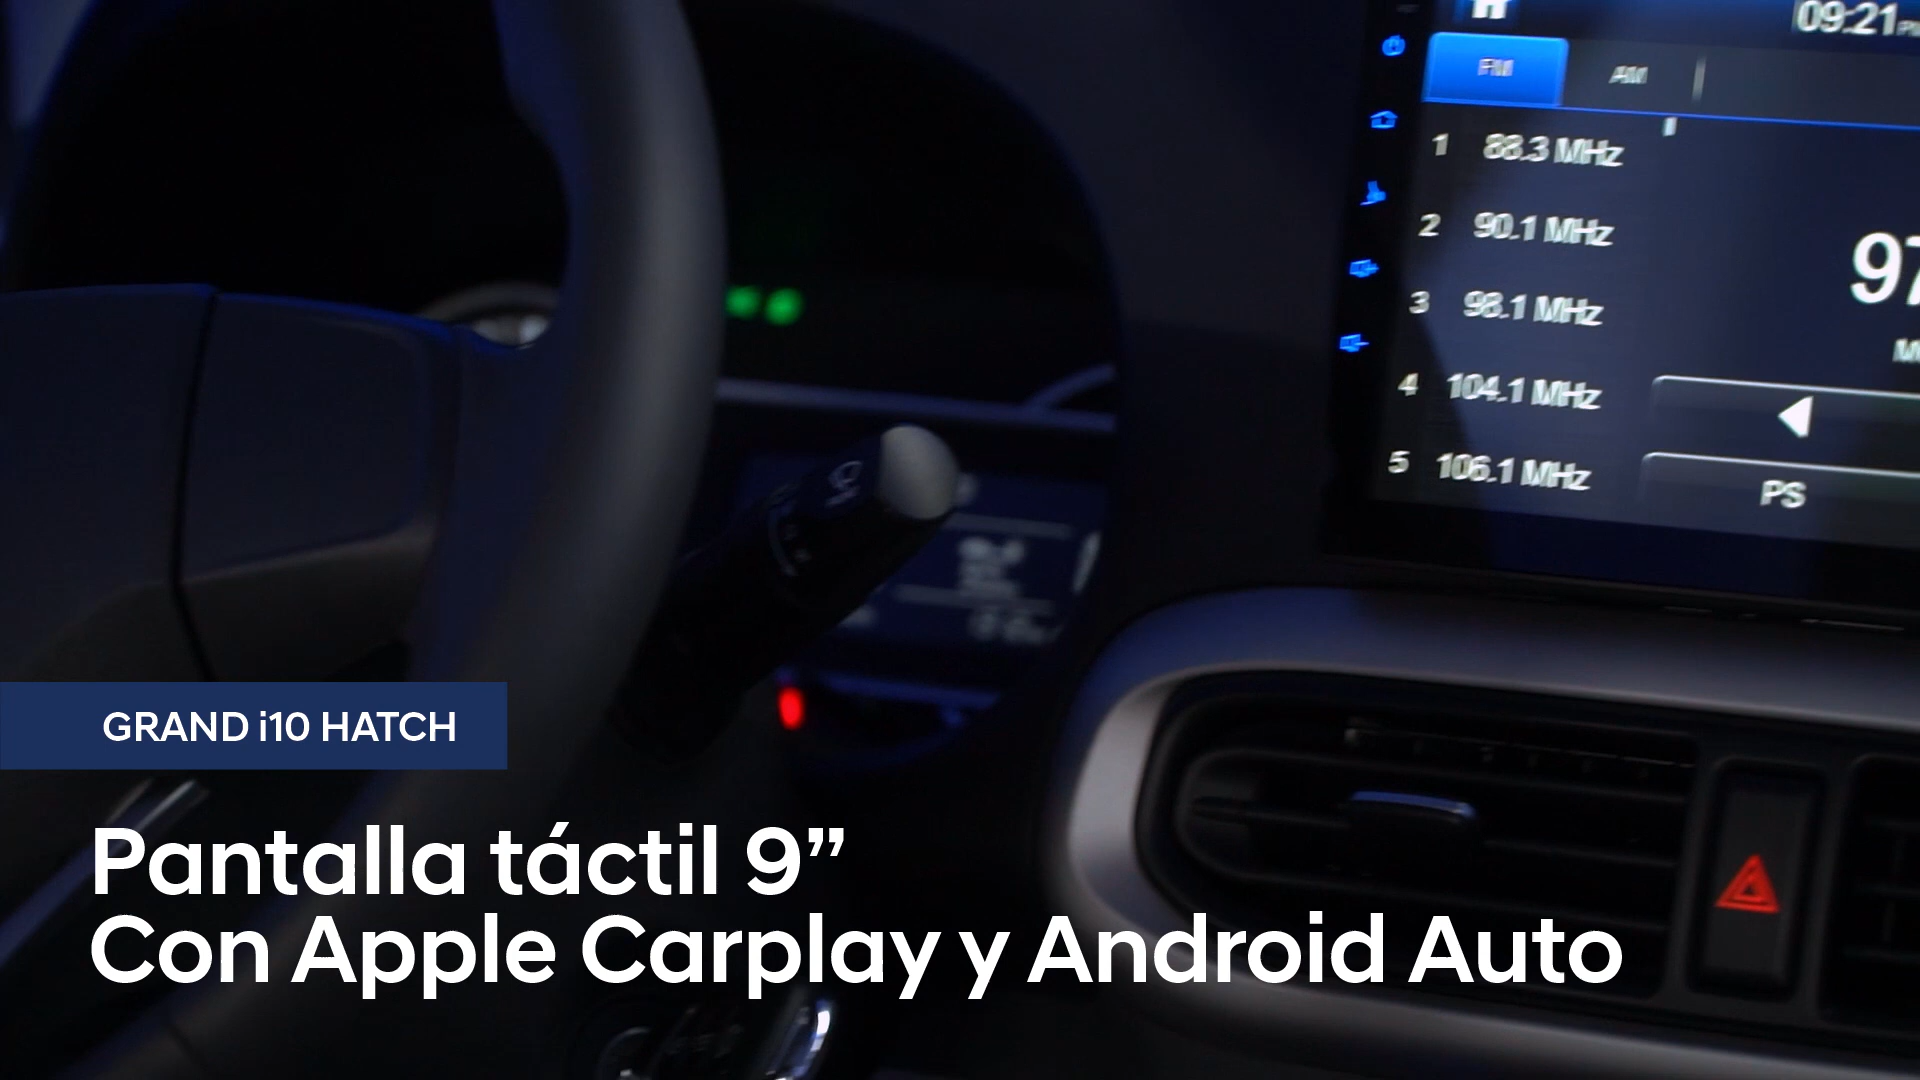 09:21
FM AM
1 88.3 MHz
2 90.1 MHz
3 98.1 MHz
4 104.1 MHz
5 106.1 MHz
PS
GRAND i10 HATCH
Pantalla táctil 9”
Con Apple Carplay y Android Auto